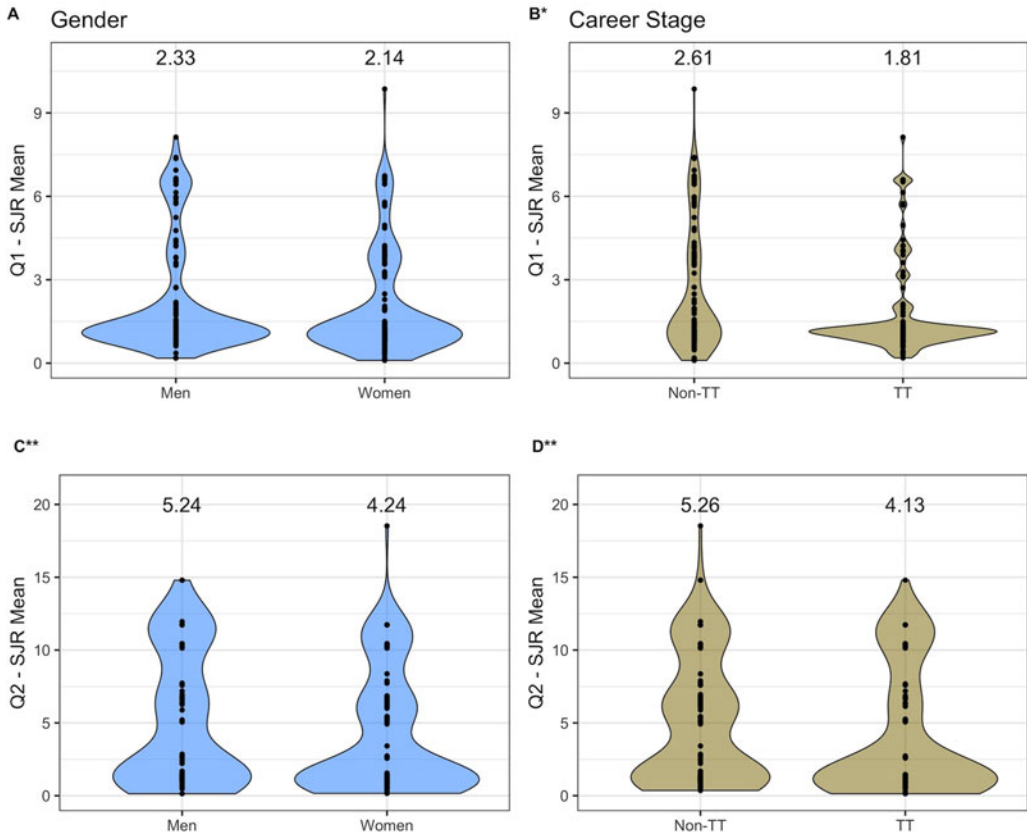 A Gender
2.33 2.14
Q1 - SJR Mean
9
6
3
0
Men Women
B* Career Stage
2.61 1.81
Q1 - SJR Mean
9
6
3
0
Non-TT TT
C**
5.24 4.24
Q2 - SJR Mean
20
15
10
5
0
Men Women
D**
5.26 4.13
Q2 - SJR Mean
20
15
10
5
0
Non-TT TT